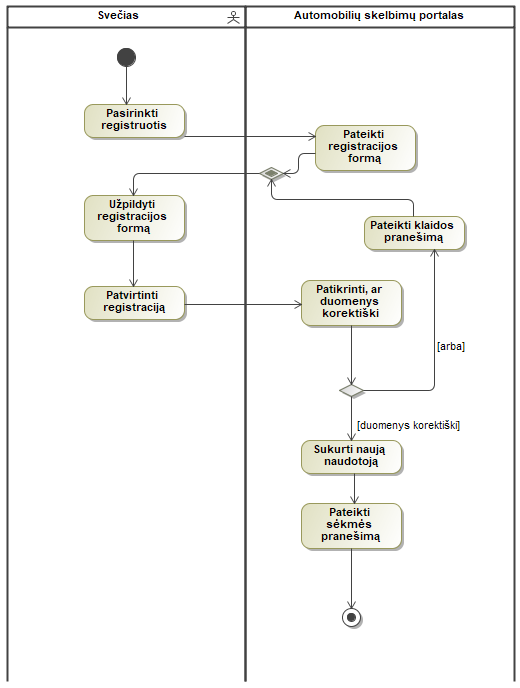 Svečias
Automobilių skelbimų portalas
Pasirinkti
registruotis
Pateikti
registracijos
formą
Užpildyti
registracijos
formą
Pateikti klaidos
pranešimą
Patvirtinti
registraciją
Patikrinti, ar
duomenys
korektiški
[arba]
[duomenys korektiški]
Sukurti naują
naudotoją
Pateikti
sėkmės
pranešimą